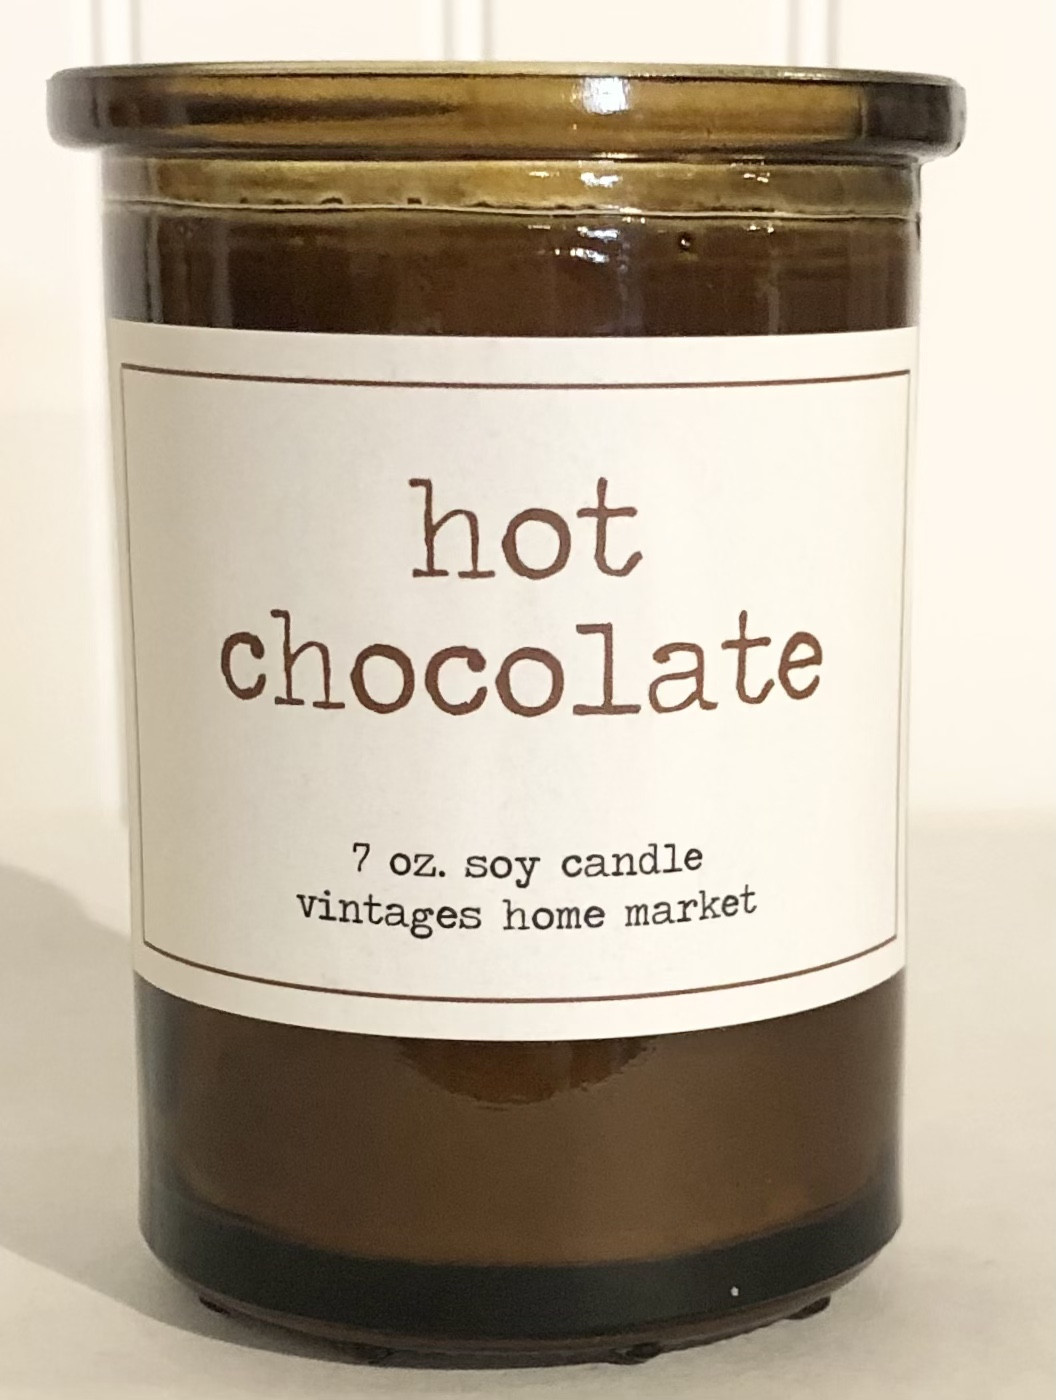 hot
chocolate
7 oz. soy candle
vintages home market